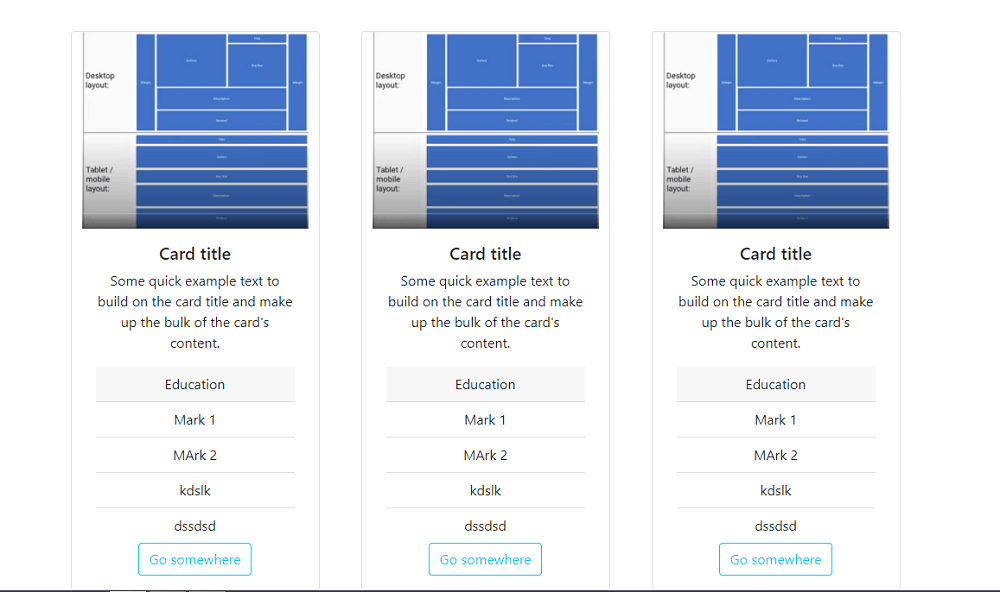 Desktop
layout:
Tablet /
mobile
layout:
Card title
Some quick example text to
build on the card title and make
up the bulk of the card's
content.
Education
Mark 1
MArk 2
kdslk
dssdsd
Go somewhere
Desktop
layout:
Tablet /
mobile
layout:
Card title
Some quick example text to
build on the card title and make
up the bulk of the card's
content.
Education
Mark 1
MArk 2
kdslk
dssdsd
Go somewhere
Desktop
layout:
Tablet /
mobile
layout:
Card title
Some quick example text to
build on the card title and make
up the bulk of the card's
content.
Education
Mark 1
MArk 2
kdslk
dssdsd
Go somewhere